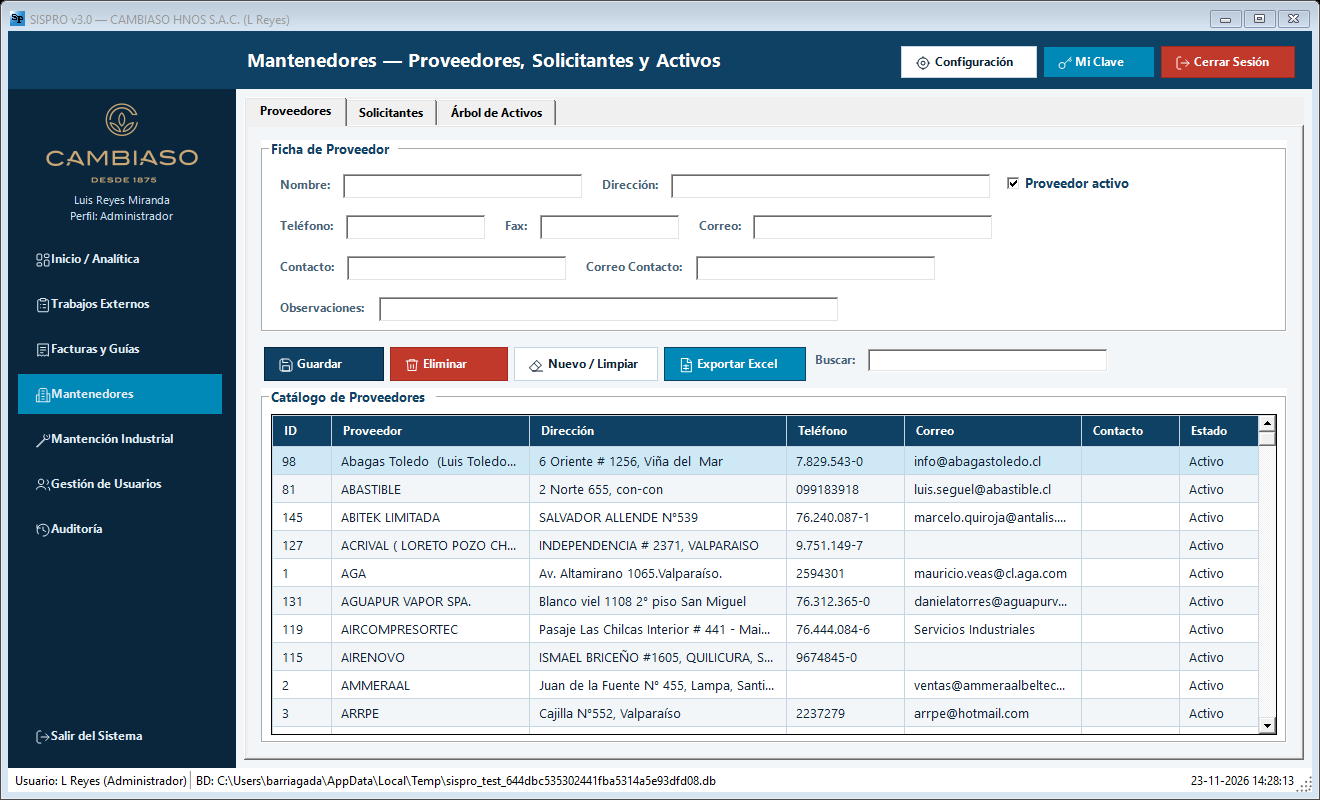 SISPRO v3.0 — CAMBIASO HNOS S.A.C. (L Reyes)
Mantenedores — Proveedores, Solicitantes y Activos
Configuración
Mi Clave
Cerrar Sesión
CAMBIASO
DESDE 1875
Luis Reyes Miranda
Perfil: Administrador
Inicio / Analítica
Trabajos Externos
Facturas y Guías
Mantenedores
Mantención Industrial
Gestión de Usuarios
Auditoría
Salir del Sistema
Proveedores
Solicitantes
Árbol de Activos
Ficha de Proveedor
Nombre:
Dirección:
Proveedor activo
Teléfono:
Fax:
Correo:
Contacto:
Correo Contacto:
Observaciones:
Guardar
Eliminar
Nuevo / Limpiar
Exportar Excel
Buscar:
Catálogo de Proveedores
ID Proveedor Dirección Teléfono Correo Contacto Estado
98 Abagas Toledo (Luis Toledo... 6 Oriente # 1256, Viña del Mar 7.829.543-0 info@abagastoledo.cl Activo
81 ABASTIBLE 2 Norte 655, con-con 099183918 luis.seguel@abastible.cl Activo
145 ABITEK LIMITADA SALVADOR ALLENDE N°539 76.240.087-1 marcelo.quiroja@antalis.... Activo
127 ACRIVAL ( LORETO POZO CH... INDEPENDENCIA # 2371, VALPARAISO 9.751.149-7 Activo
1 AGA Av. Altamirano 1065.Valparaíso. 2594301 mauricio.veas@cl.aga.com Activo
131 AGUAPUR VAPOR SPA. Blanco viel 1108 2° piso San Miguel 76.312.365-0 danielatorres@aguapurv... Activo
119 AIRCOMPRESORTEC Pasaje Las Chilcas Interior # 441 - Mai... 76.444.084-6 Servicios Industriales Activo
115 AIRENOVO ISMAEL BRICEÑO #1605, QUILICURA, S... 9674845-0 Activo
2 AMMERAAL Juan de la Fuente N° 455, Lampa, Santi... ventas@ammeraalbeltec... Activo
3 ARRPE Cajilla N°552, Valparaíso 2237279 arrpe@hotmail.com Activo
Usuario: L Reyes (Administrador)
BD: C:\Users\barriagada\AppData\Local\Temp\sispro_test_644dbc535302441fba5314a5e93dfd08.db
23-11-2026 14:28:13